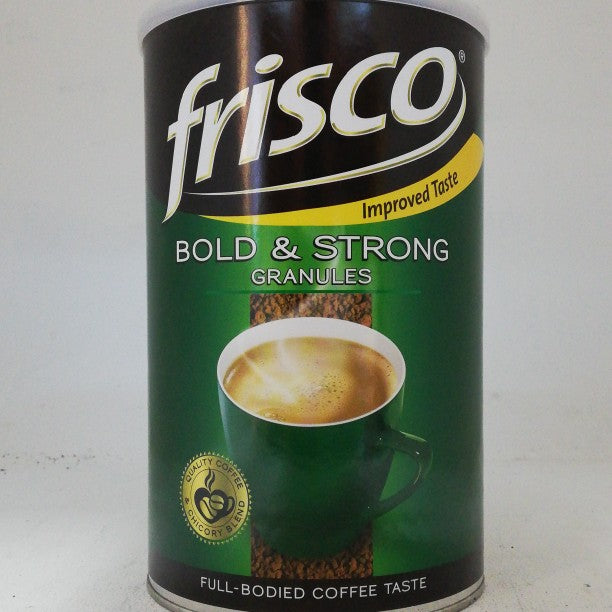 frisco®
Improved Taste
BOLD & STRONG
GRANULES
QUALITY COFFEE
& CHICORY BLEND
FULL-BODIED COFFEE TASTE